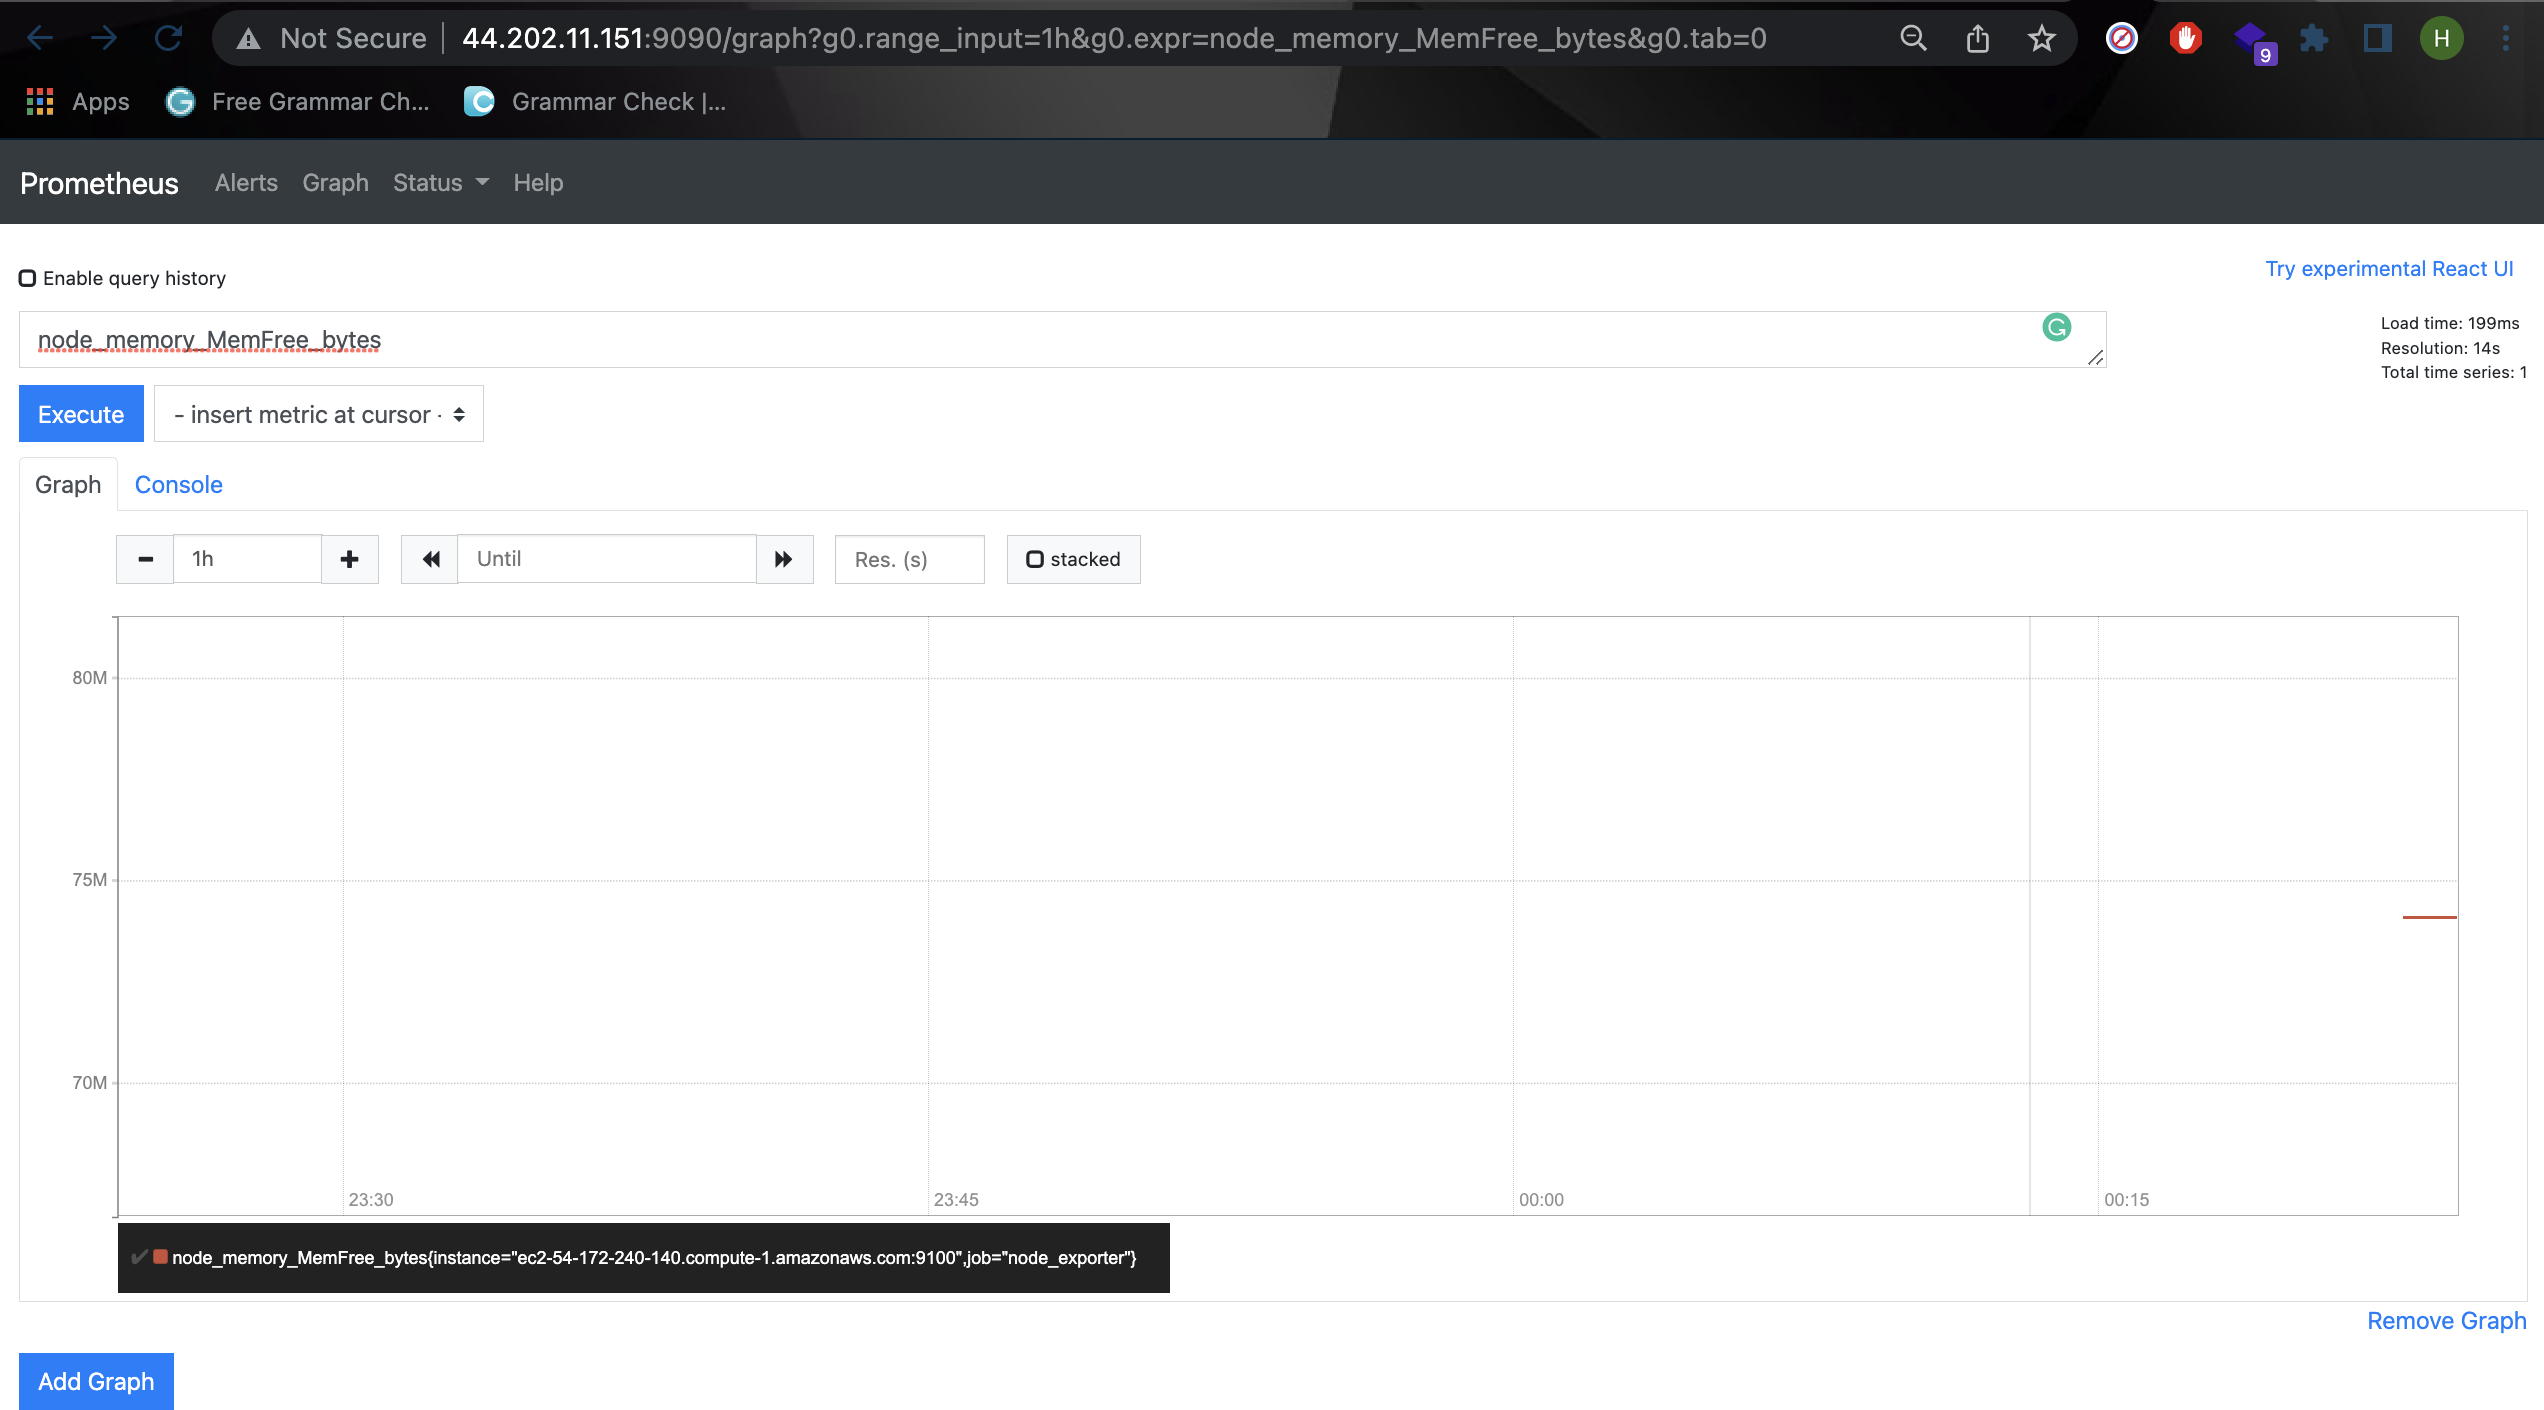 Not Secure 44.202.11.151:9090/graph?g0.range_input=1h&g0.expr=node_memory_MemFree_bytes&g0.tab=0
9
H
Apps Free Grammar Ch... Grammar Check |...
Prometheus Alerts Graph Status Help
Enable query history
Try experimental React UI
node_memory_MemFree_bytes
Load time: 199ms
Resolution: 14s
Total time series: 1
Execute - insert metric at cursor -
Graph Console
1h Until Res. (s) stacked
80M
75M
70M
23:30 23:45 00:00 00:15
node_memory_MemFree_bytes{instance="ec2-54-172-240-140.compute-1.amazonaws.com:9100",job="node_exporter"}
Remove Graph
Add Graph